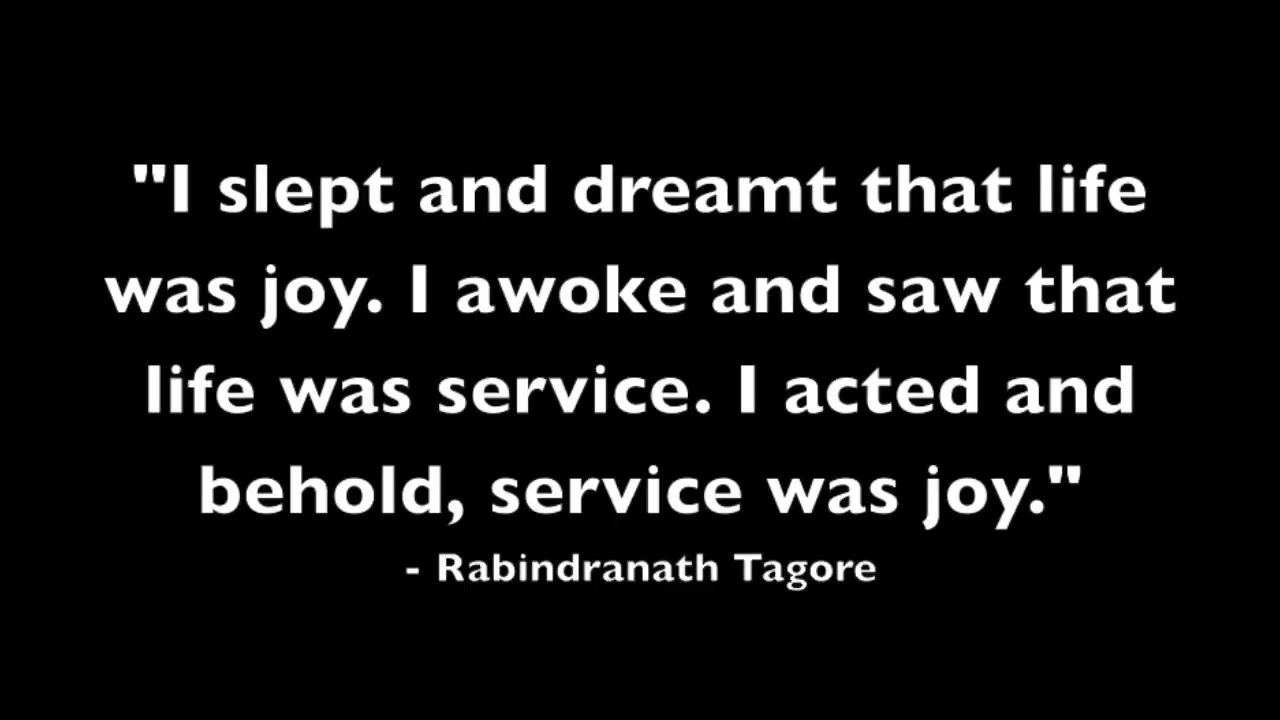 "I slept and dreamt that life
was joy. I awoke and saw that
life was service. I acted and
behold, service was joy."
- Rabindranath Tagore